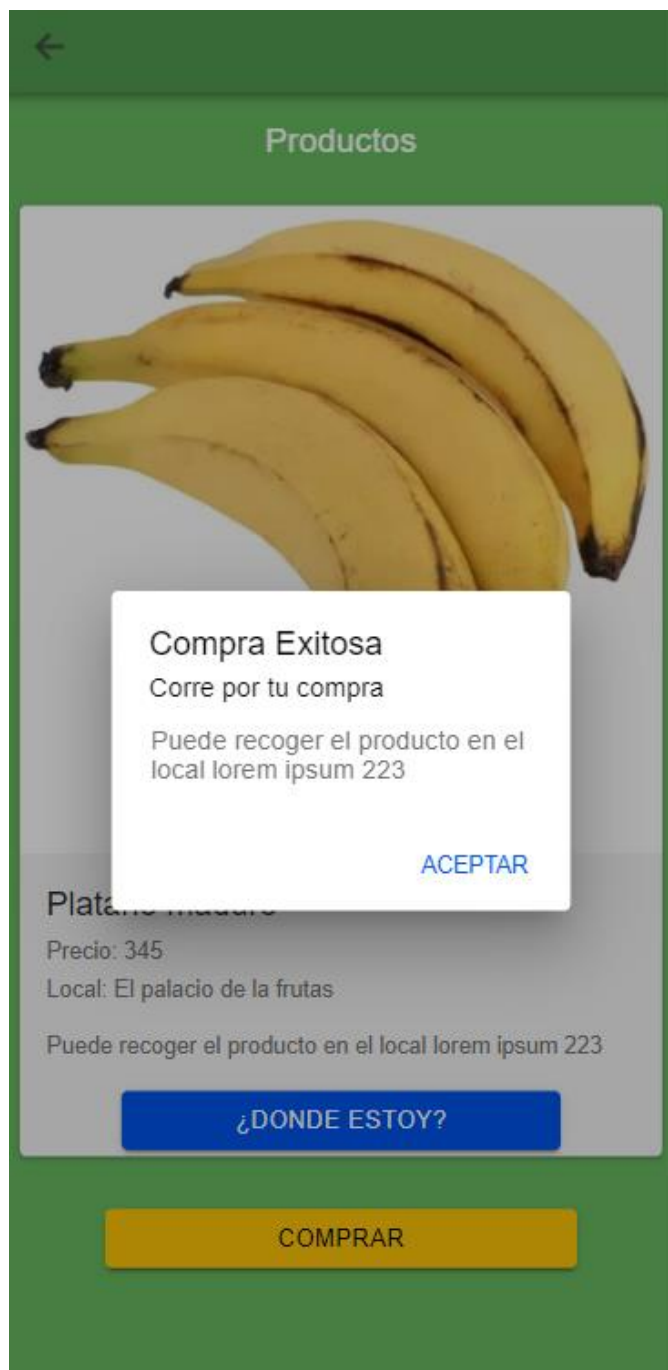 Productos
Compra Exitosa
Corre por tu compra
Puede recoger el producto en el
local lorem ipsum 223
ACEPTAR
Precio: 345
Local: El palacio de la frutas
Puede recoger el producto en el local lorem ipsum 223
¿DONDE ESTOY?
COMPRAR